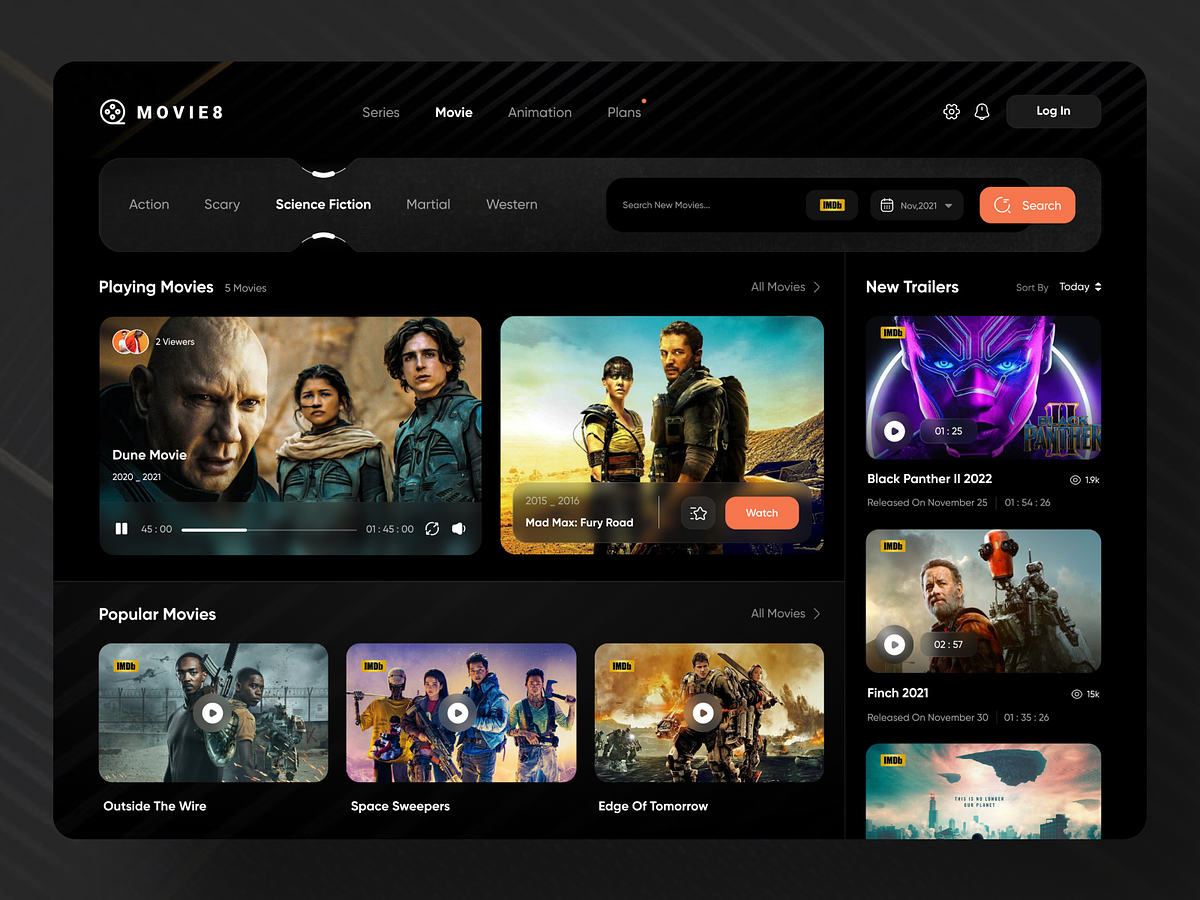 MOVIE8
Series
Movie
Animation
Plans
Log In
Action
Scary
Science Fiction
Martial
Western
Search New Movies...
IMDb
Nov,2021
Search
Playing Movies
5 Movies
All Movies
2 Viewers
Dune Movie
2020 _ 2021
45 : 00
01 : 45 : 00
2015 _ 2016
Mad Max: Fury Road
Watch
Popular Movies
All Movies
IMDb
Outside The Wire
IMDb
Space Sweepers
IMDb
Edge Of Tomorrow
New Trailers
Sort By
Today
IMDb
01 : 25
II
BLACK
PANTHER
Black Panther II 2022
1.9k
Released On November 25
01 : 54 : 26
IMDb
02 : 57
Finch 2021
15k
Released On November 30
01 : 35 : 26
IMDb
THIS IS NO LONGER
OUR PLANET